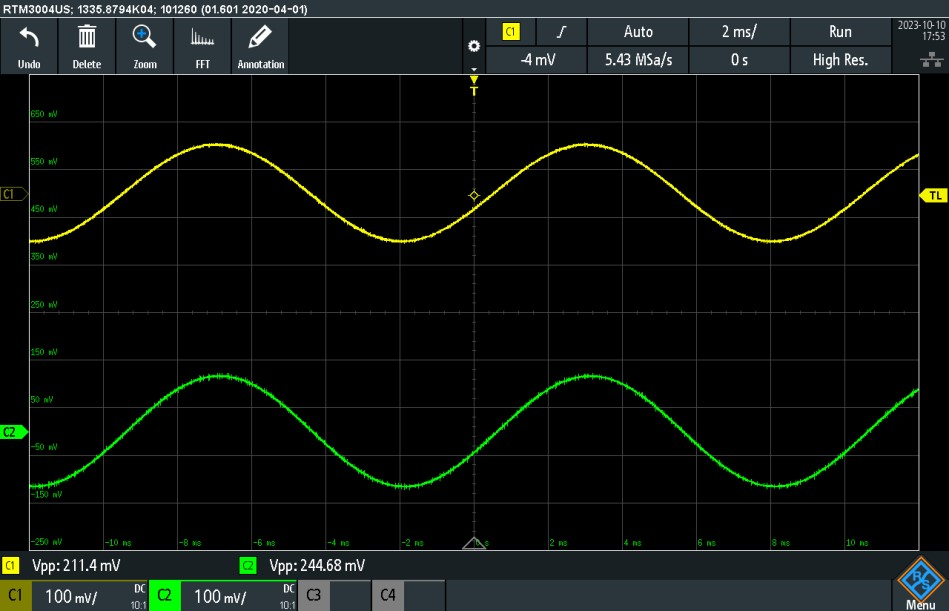 RTM3004US; 1335.8794K04; 101260 (01.601 2020-04-01)
Undo
Delete
Zoom
FFT
Annotation
C1
Auto
2 ms/
Run
2023-10-10
17:53
-4 mV
5.43 MSa/s
0 s
High Res.
T
650 mV
550 mV
C1
TL
450 mV
350 mV
250 mV
150 mV
50 mV
C2
-50 mV
-150 mV
-250 mV
-10 ms
-8 ms
-6 ms
-4 ms
-2 ms
0 s
2 ms
4 ms
6 ms
8 ms
10 ms
C1 Vpp: 211.4 mV
C2 Vpp: 244.68 mV
C1 100 mV/ DC 10:1
C2 100 mV/ DC 10:1
C3
C4
R&S
Menu